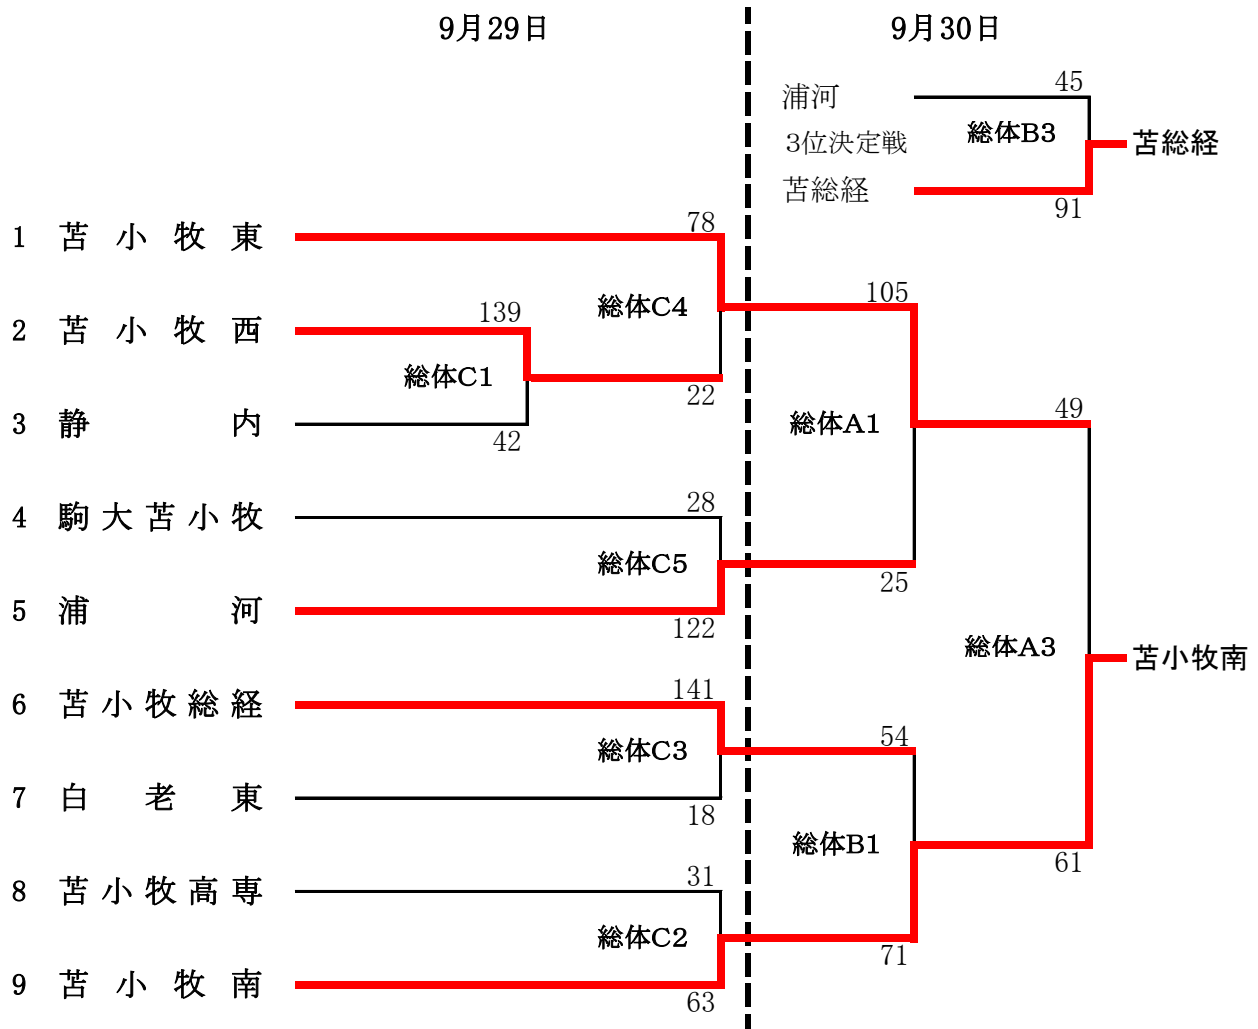 9月29日
9月30日
45
浦河
3位決定戦
総体B3
苫総経
苫総経
91
78
1 苫小牧東
105
総体C4
139
2 苫小牧西
総体C1
22
49
3 静内
42
総体A1
28
4 駒大苫小牧
総体C5
25
5 浦河
122
総体A3
苫小牧南
141
6 苫小牧総経
54
総体C3
7 白老東
18
総体B1
61
31
8 苫小牧高専
総体C2
71
9 苫小牧南
63